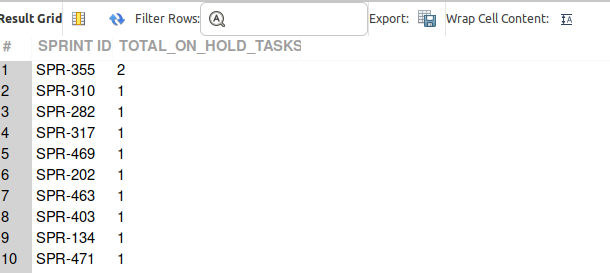 Result Grid Filter Rows: Export: Wrap Cell Content:
# SPRINT ID TOTAL_ON_HOLD_TASKS
1 SPR-355 2
2 SPR-310 1
3 SPR-282 1
4 SPR-317 1
5 SPR-469 1
6 SPR-202 1
7 SPR-463 1
8 SPR-403 1
9 SPR-134 1
10 SPR-471 1